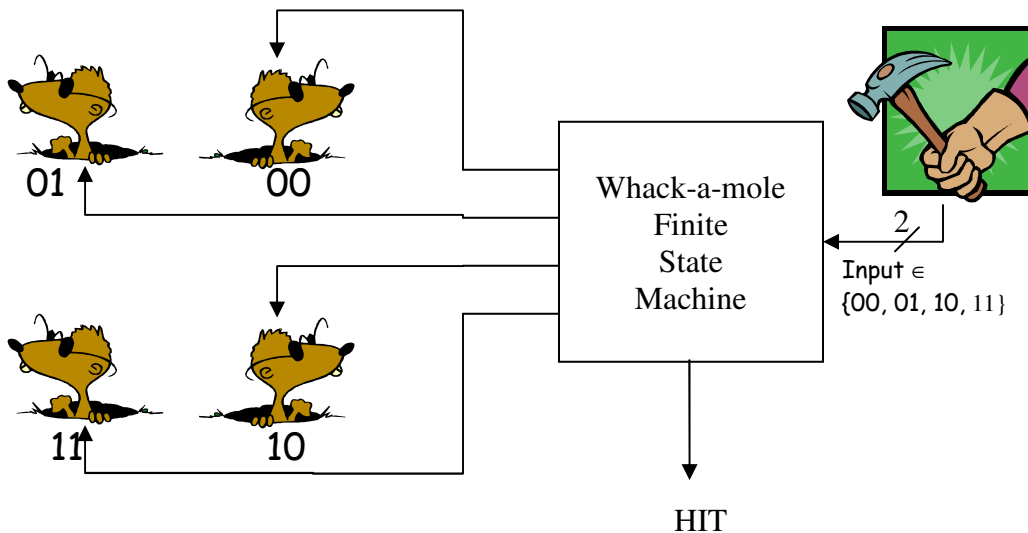 01
00
11
10
Whack-a-mole
Finite
State
Machine
2
Input ∈
{00, 01, 10, 11}
HIT